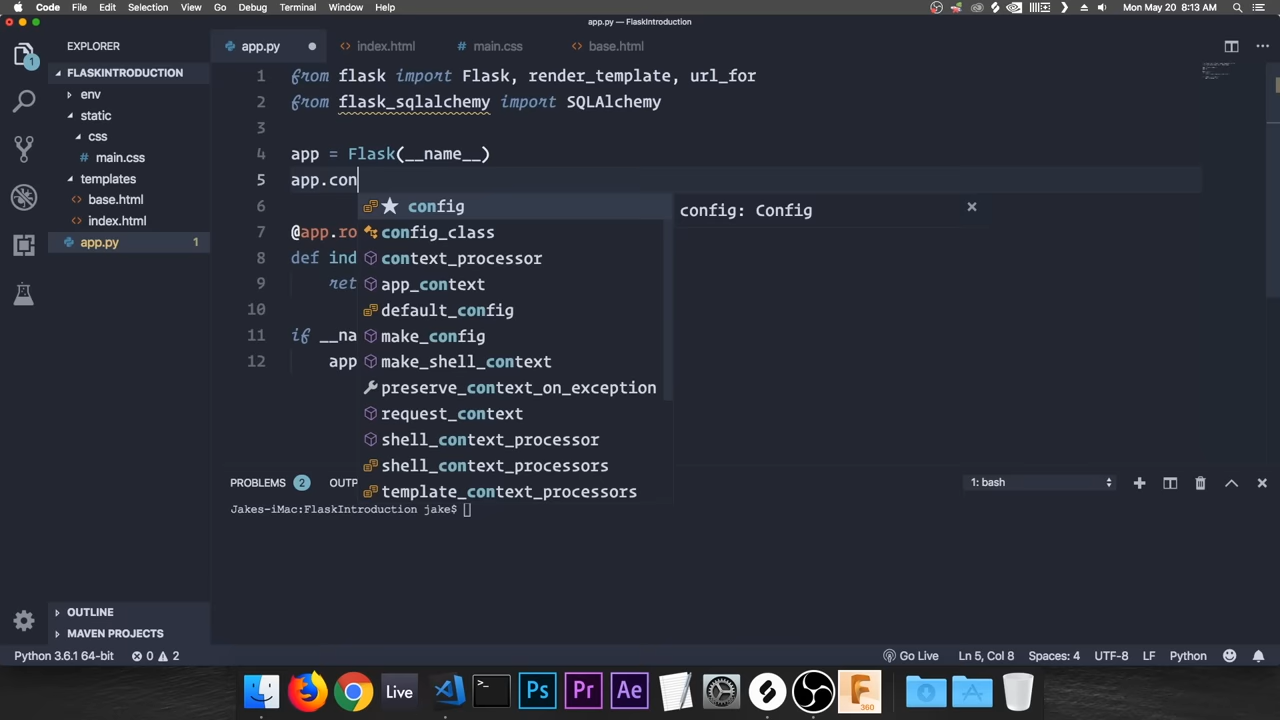 Code File Edit Selection View Go Debug Terminal Window Help Mon May 20 8:13 AM
app.py — FlaskIntroduction
EXPLORER
app.py index.html main.css base.html
FLASKINTRODUCTION
env
static
css
main.css
templates
base.html
index.html
app.py 1
1 from flask import Flask, render_template, url_for
2 from flask_sqlalchemy import SQLAlchemy
3
4 app = Flask(__name__)
5 app.con
6
7 @app.ro
8 def ind
9 ret
10
11 if __na
12 app
config
config_class
context_processor
app_context
default_config
make_config
make_shell_context
preserve_context_on_exception
request_context
shell_context_processor
shell_context_processors
template_context_processors
config: Config
PROBLEMS 2 OUTP 1: bash
Jakes-iMac:FlaskIntroduction jake$
OUTLINE
MAVEN PROJECTS
Python 3.6.1 64-bit 0 2 Go Live Ln 5, Col 8 Spaces: 4 UTF-8 LF Python
Live
Ps
Pr
Ae
F
360